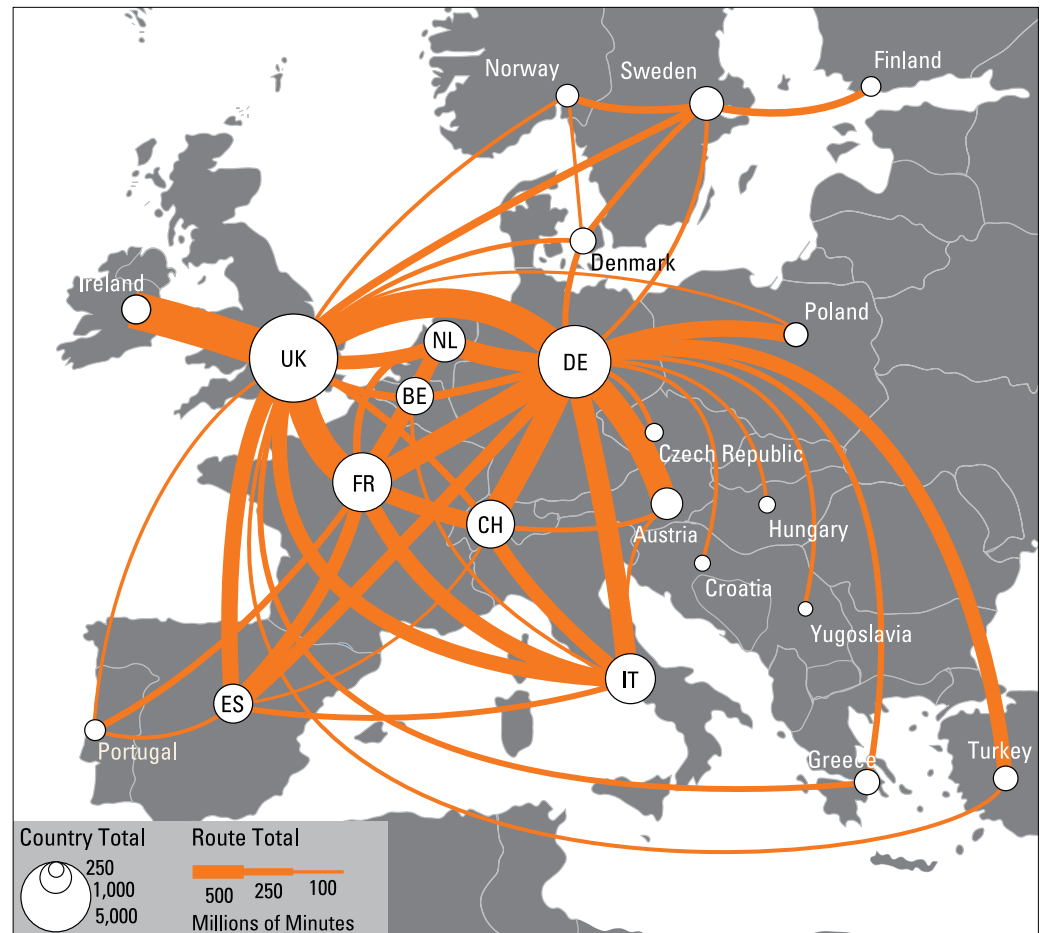 Norway
Sweden
Finland
Denmark
Ireland
Poland
UK
NL
DE
BE
Czech Republic
FR
CH
Austria
Hungary
Croatia
Yugoslavia
IT
ES
Portugal
Greece
Turkey
Country Total
250
1,000
5,000
Route Total
500 250 100
Millions of Minutes